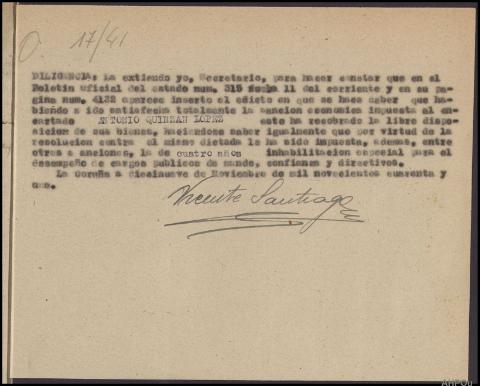 O. 17/41
DILIGENCIA: La extiendo yo, Secretario, para hacer constar que en el
Boletin oficial del estado num. 315 fecha 11 del corriente y en su pa-
gina num. 4132 aparece inserto el edicto en que se hace saber que ha-
biendo sido satisfecha totalmente la sancion economica impuesta al en-
cartado ANTONIO QUINZAN LOPEZ este ha recobrado la libre dispo-
sicion de sus bienes, haciendose saber igualmente que por virtud de la
resolucion contra el mismo dictada le ha sido impuesta, ademas, entre
otras sanciones, la de cuatro años inhabilitacion especial para el
desempeño de cargos publicos de mando, confianza y directivos.
La Coruña a diecinueve de Noviembre de mil novecientos cuarenta y
uno.
Vicente Santiago
AHPOu